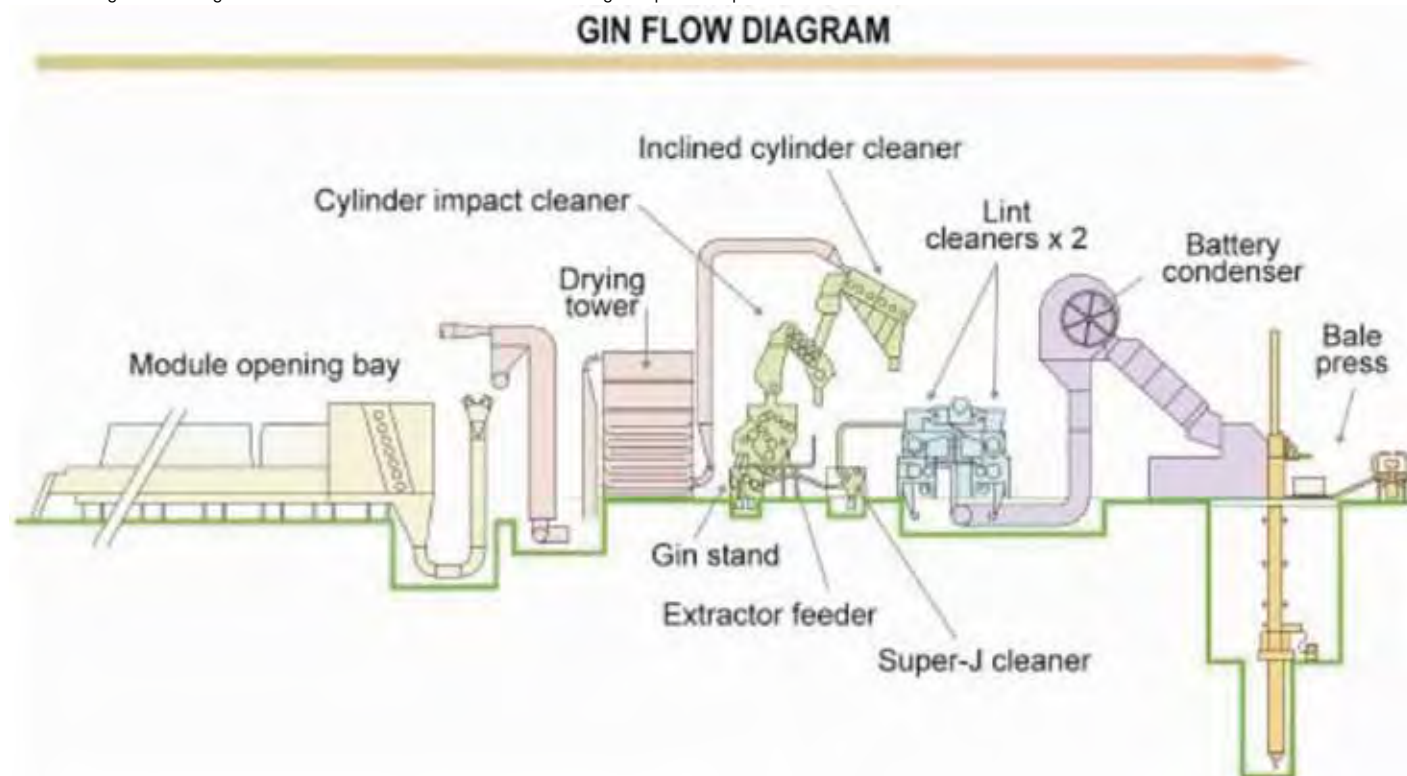 GIN FLOW DIAGRAM
Inclined cylinder cleaner
Cylinder impact cleaner
Lint
cleaners x 2
Battery
condenser
Drying
tower
Bale
press
Module opening bay
Gin stand
Extractor feeder
Super-J cleaner